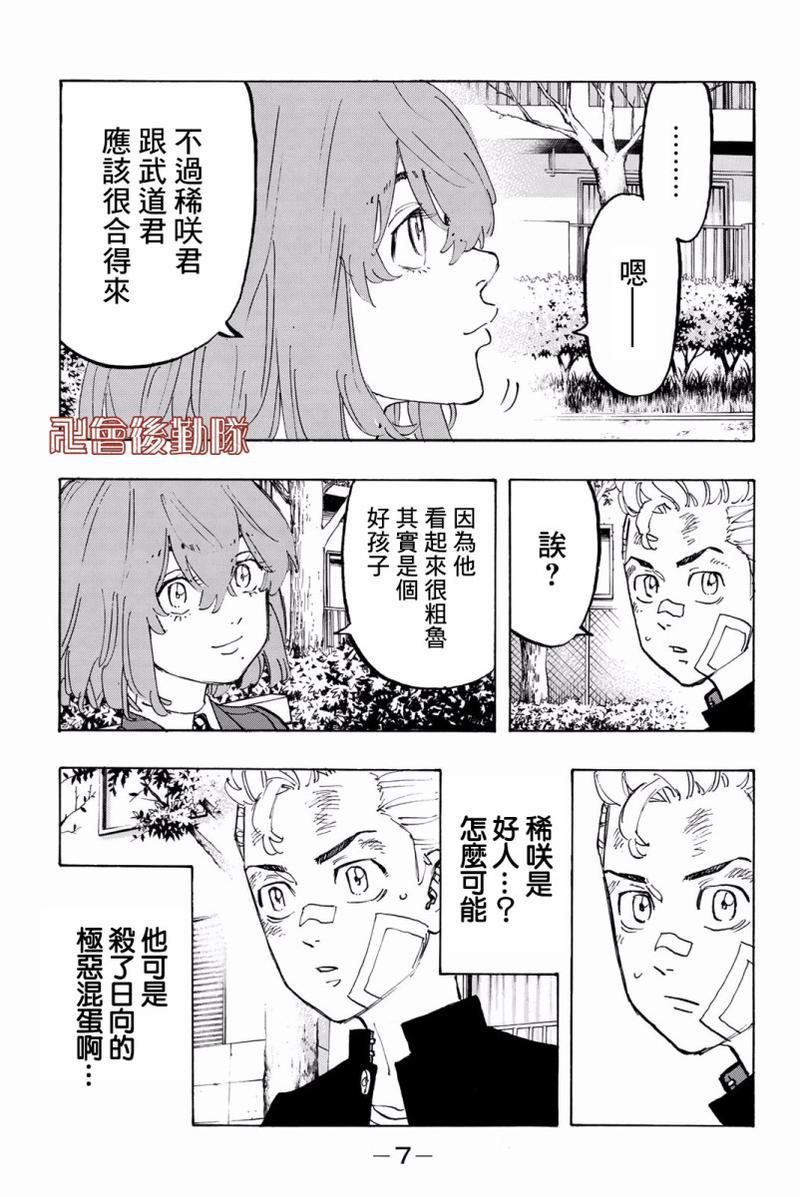 ………
嗯──
不過稀咲君
跟武道君
應該很合得來
卍會後勤隊
誒?
因為他
看起來很粗魯
其實是個
好孩子
稀咲是
好人…?
怎麼可能
他可是
殺了日向的
極惡混蛋啊…
─7─